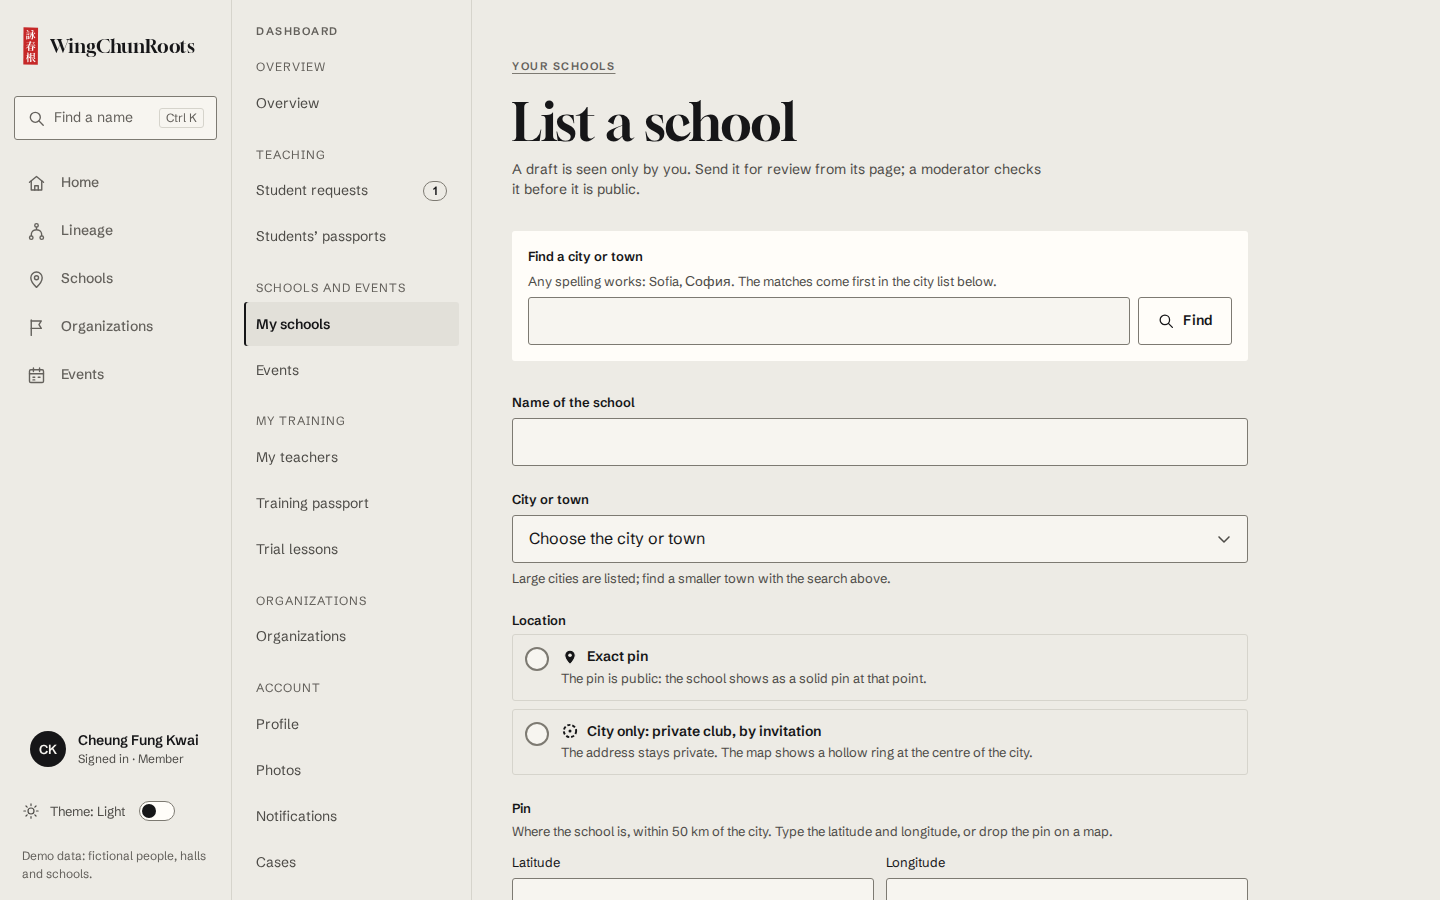 詠春根
WingChunRoots
Find a name
Ctrl K
Home
Lineage
Schools
Organizations
Events
CK
Cheung Fung Kwai
Signed in · Member
Theme: Light
Demo data: fictional people, halls
and schools.
DASHBOARD
OVERVIEW
Overview
TEACHING
Student requests
1
Students’ passports
SCHOOLS AND EVENTS
My schools
Events
MY TRAINING
My teachers
Training passport
Trial lessons
ORGANIZATIONS
Organizations
ACCOUNT
Profile
Photos
Notifications
Cases
YOUR SCHOOLS
List a school
A draft is seen only by you. Send it for review from its page; a moderator checks
it before it is public.
Find a city or town
Any spelling works: Sofia, София. The matches come first in the city list below.
Find
Name of the school
City or town
Choose the city or town
Large cities are listed; find a smaller town with the search above.
Location
Exact pin
The pin is public: the school shows as a solid pin at that point.
City only: private club, by invitation
The address stays private. The map shows a hollow ring at the centre of the city.
Pin
Where the school is, within 50 km of the city. Type the latitude and longitude, or drop the pin on a map.
Latitude
Longitude